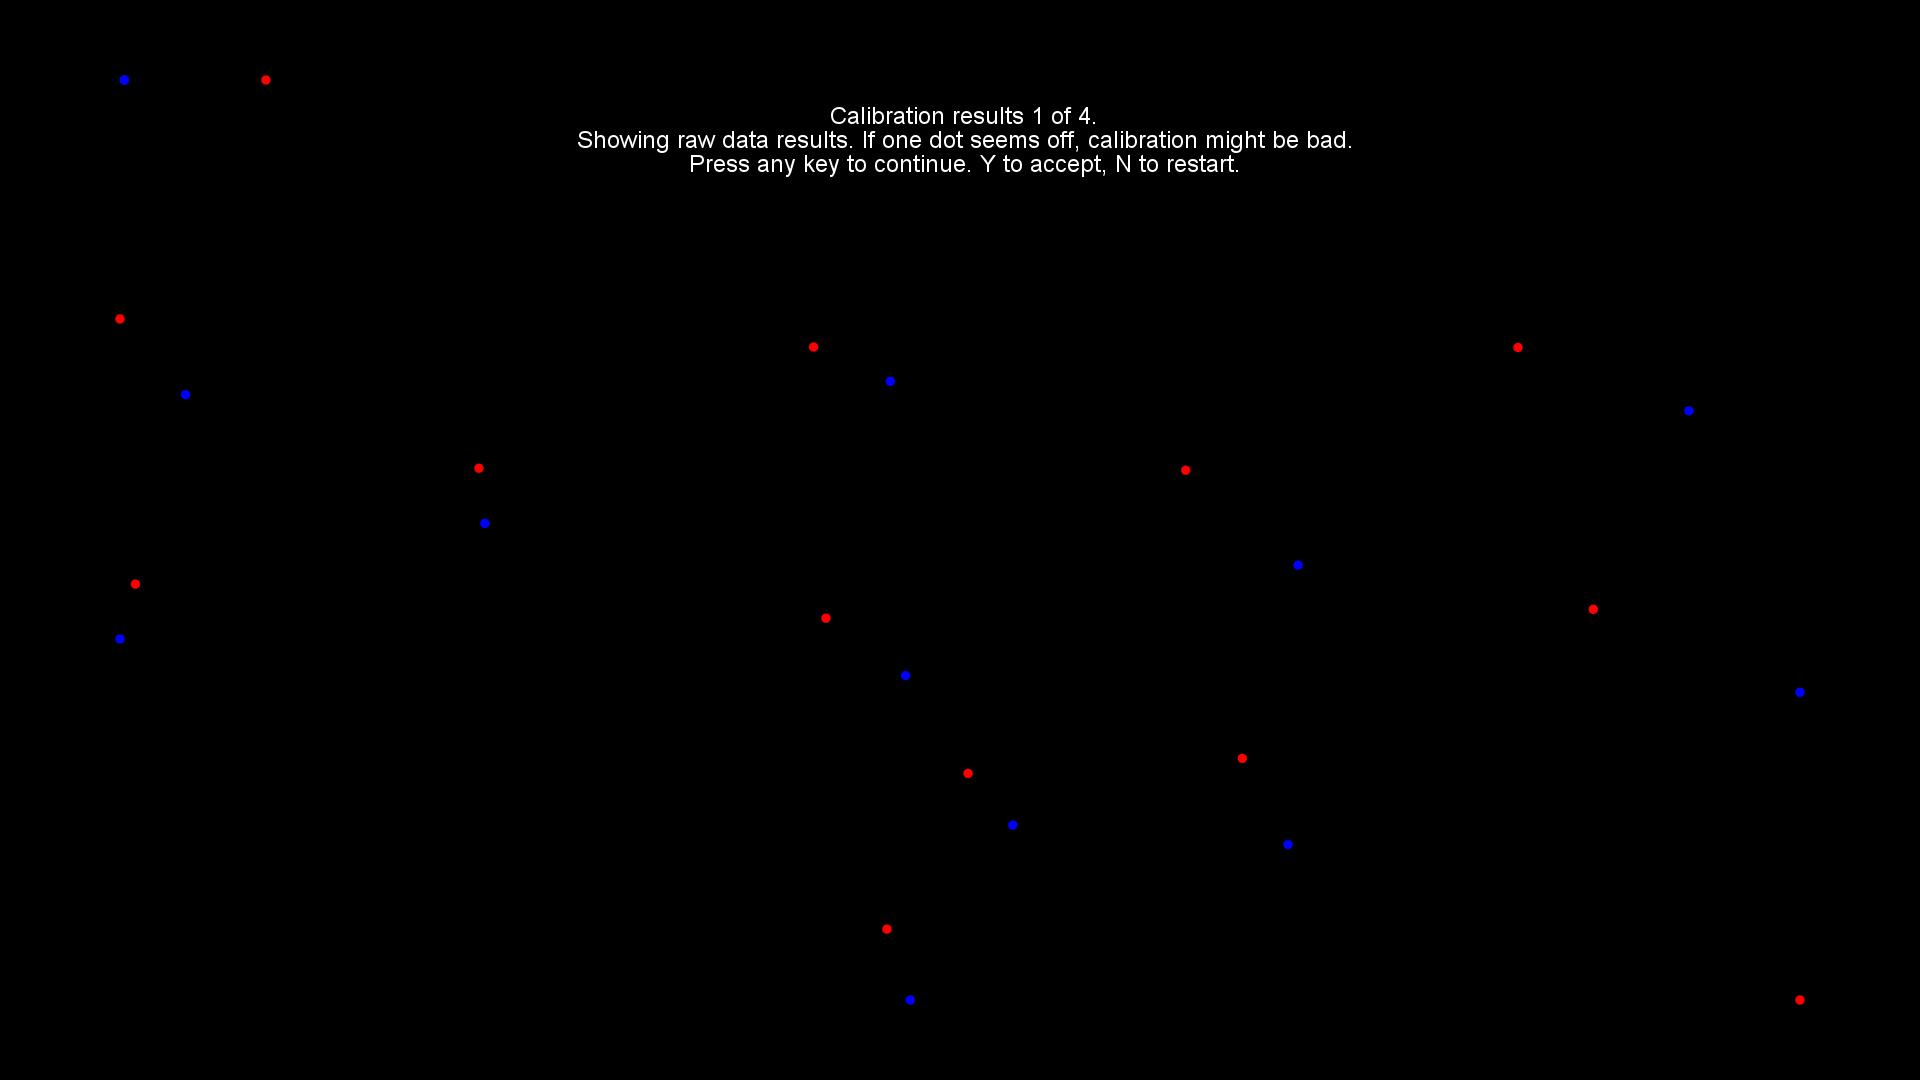 Calibration results 1 of 4.
Showing raw data results. If one dot seems off, calibration might be bad.
Press any key to continue. Y to accept, N to restart.